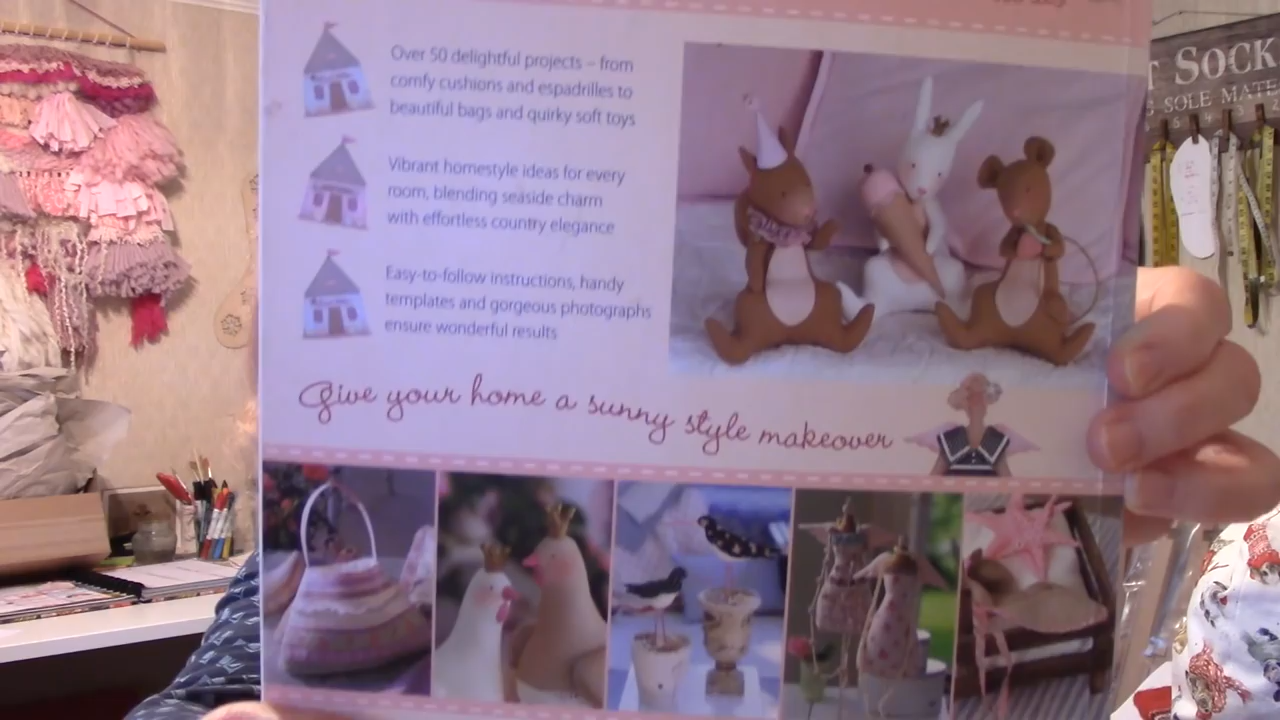 Over 50 delightful projects – from
comfy cushions and espadrilles to
beautiful bags and quirky soft toys
Vibrant homestyle ideas for every
room, blending seaside charm
with effortless country elegance
Easy-to-follow instructions, handy
templates and gorgeous photographs
ensure wonderful results
Give your home a sunny style makeover
T SOCK
SOLE MATE